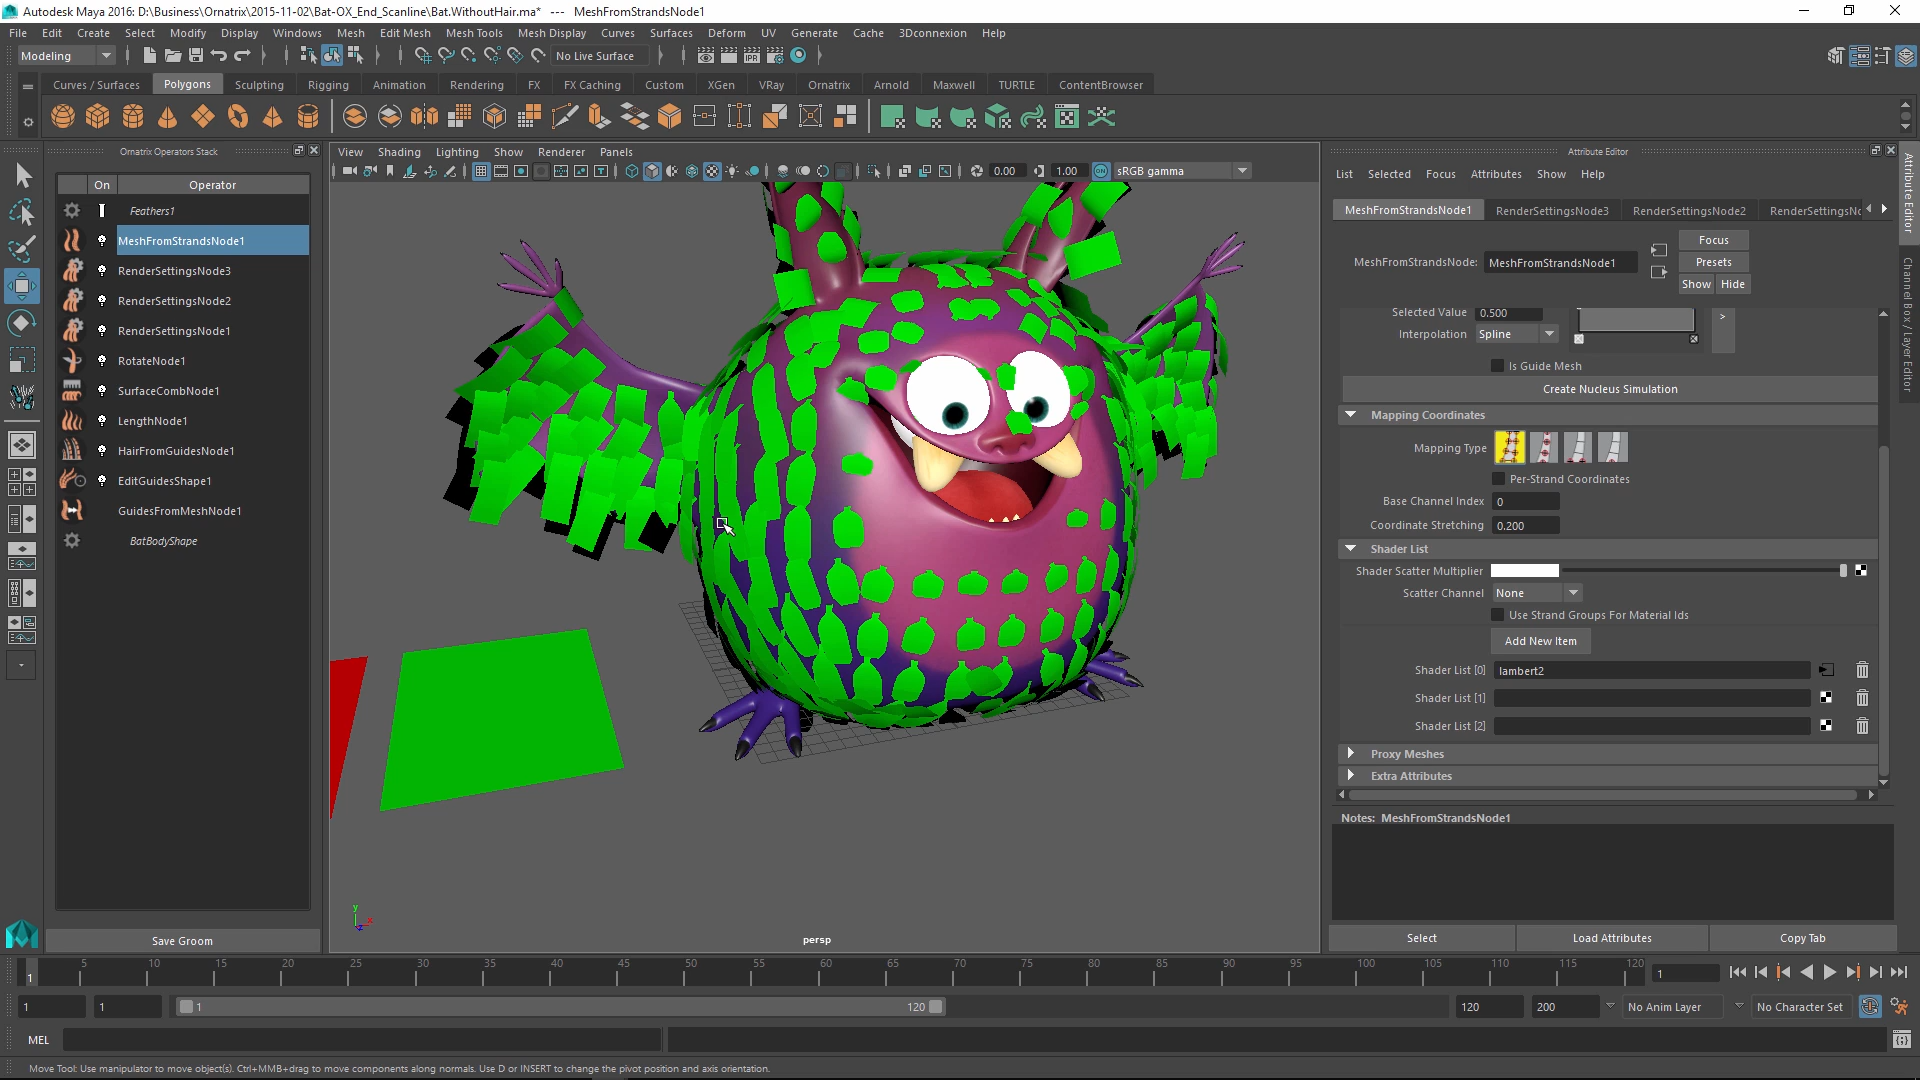 Autodesk Maya 2016: D:\Business\Ornatrix\2015-11-02\Bat-OX_End_Scanline\Bat.WithoutHair.ma* --- MeshFromStrandsNode1
File Edit Create Select Modify Display Windows Mesh Edit Mesh Mesh Tools Mesh Display Curves Surfaces Deform UV Generate Cache 3Dconnexion Help
Modeling No Live Surface
Curves / Surfaces Polygons Sculpting Rigging Animation Rendering FX FX Caching Custom XGen VRay Ornatrix Arnold Maxwell TURTLE ContentBrowser
Ornatrix Operators Stack
On Operator
Feathers1
MeshFromStrandsNode1
RenderSettingsNode3
RenderSettingsNode2
RenderSettingsNode1
RotateNode1
SurfaceCombNode1
LengthNode1
HairFromGuidesNode1
EditGuidesShape1
GuidesFromMeshNode1
BatBodyShape
Save Groom
View Shading Lighting Show Renderer Panels
0.00 1.00 ON sRGB gamma
y
x
z
persp
Attribute Editor
List Selected Focus Attributes Show Help
MeshFromStrandsNode1 RenderSettingsNode3 RenderSettingsNode2 RenderSettingsNc
MeshFromStrandsNode: MeshFromStrandsNode1
Focus
Presets
Show Hide
Selected Value 0.500
Interpolation Spline
>
Is Guide Mesh
Create Nucleus Simulation
Mapping Coordinates
Mapping Type
Per-Strand Coordinates
Base Channel Index 0
Coordinate Stretching 0.200
Shader List
Shader Scatter Multiplier
Scatter Channel None
Use Strand Groups For Material Ids
Add New Item
Shader List [0] lambert2
Shader List [1]
Shader List [2]
Proxy Meshes
Extra Attributes
Notes: MeshFromStrandsNode1
Select Load Attributes Copy Tab
Attribute Editor
Channel Box / Layer Editor
1 5 10 15 20 25 30 35 40 45 50 55 60 65 70 75 80 85 90 95 100 105 110 115 120 1
1 1 1 120 120 200 No Anim Layer No Character Set
MEL
Move Tool: Use manipulator to move object(s). Ctrl+MMB+drag to move components along normals. Use D or INSERT to change the pivot position and axis orientation.